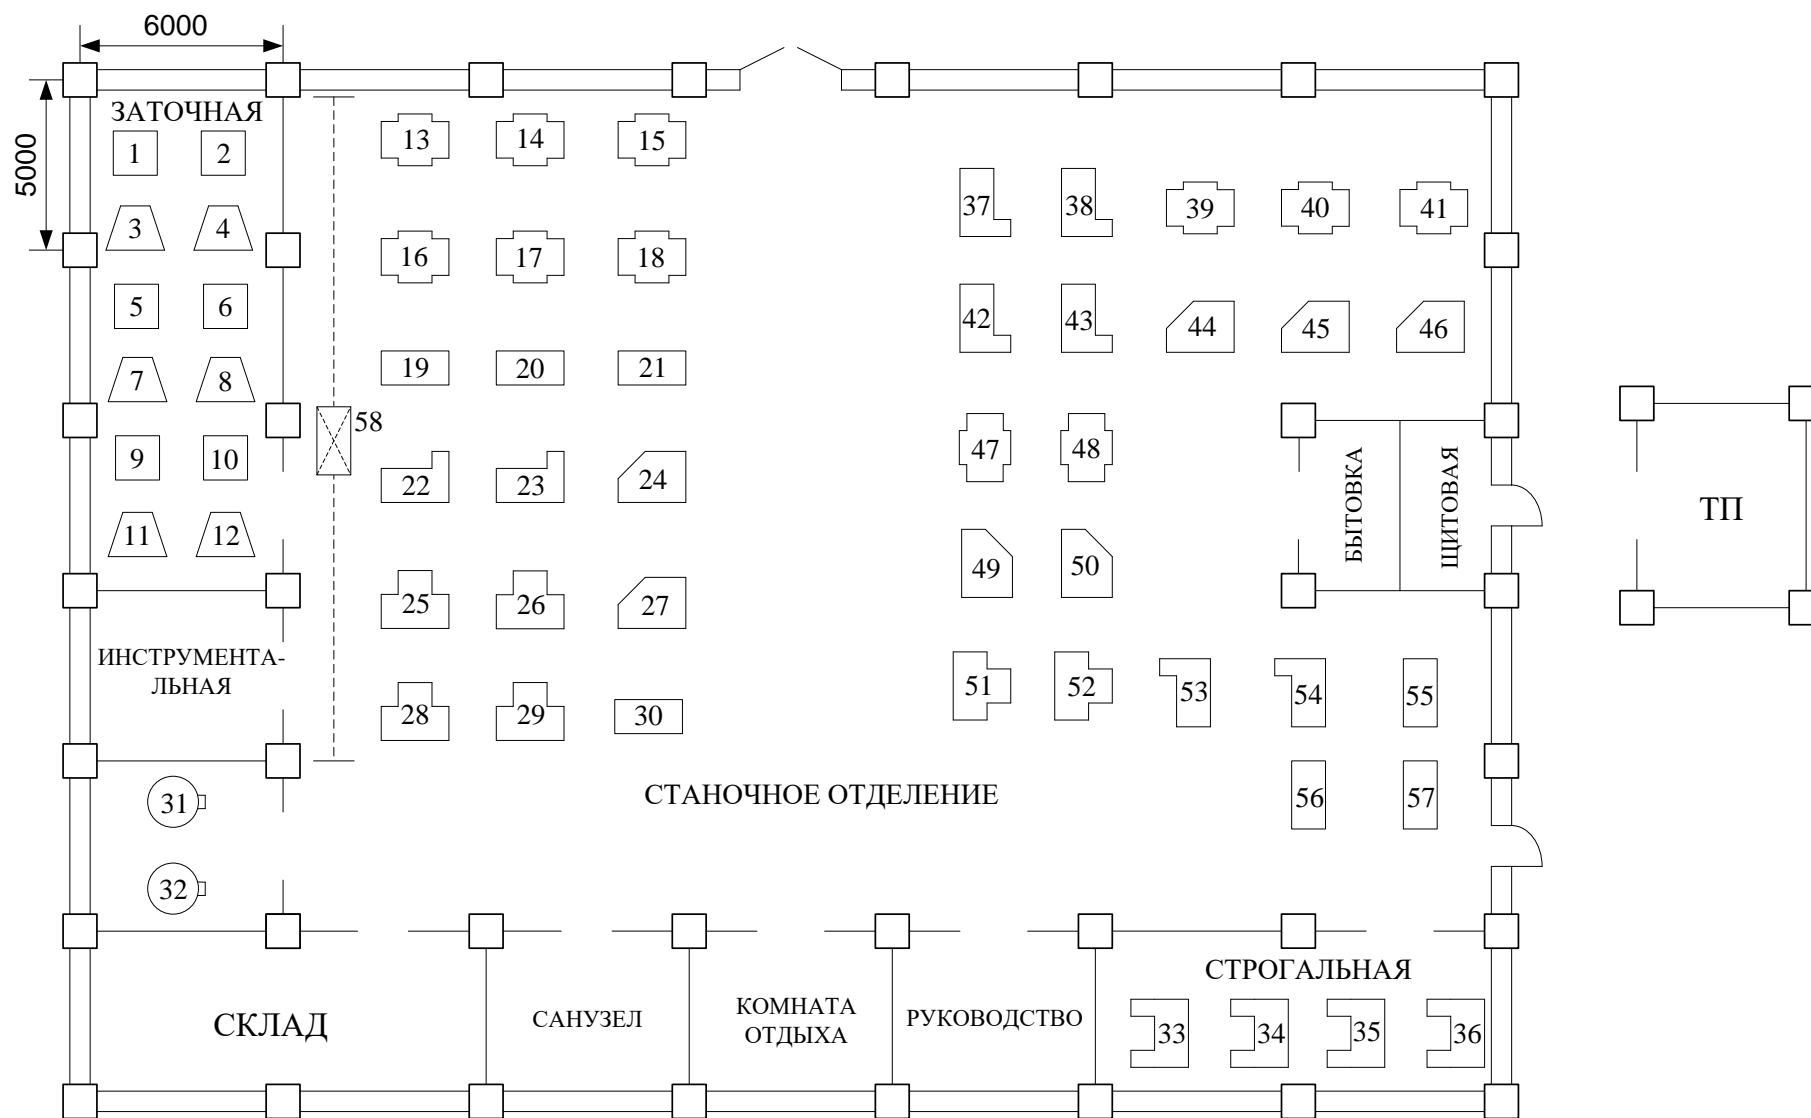 6000
5000
ЗАТОЧНАЯ
1 2
3 4
5 6
7 8
9 10
11 12
13 14 15
16 17 18
19 20 21
58
22 23 24
25 26 27
28 29 30
37 38 39 40 41
42 43 44 45 46
47 48
49 50
51 52 53 54 55
56 57
БЫТОВКА
ЩИТОВАЯ
ТП
ИНСТРУМЕНТА-
ЛЬНАЯ
31
32
СТАНОЧНОЕ ОТДЕЛЕНИЕ
СКЛАД
САНУЗЕЛ
КОМНАТА
ОТДЫХА
РУКОВОДСТВО
СТРОГАЛЬНАЯ
33 34 35 36